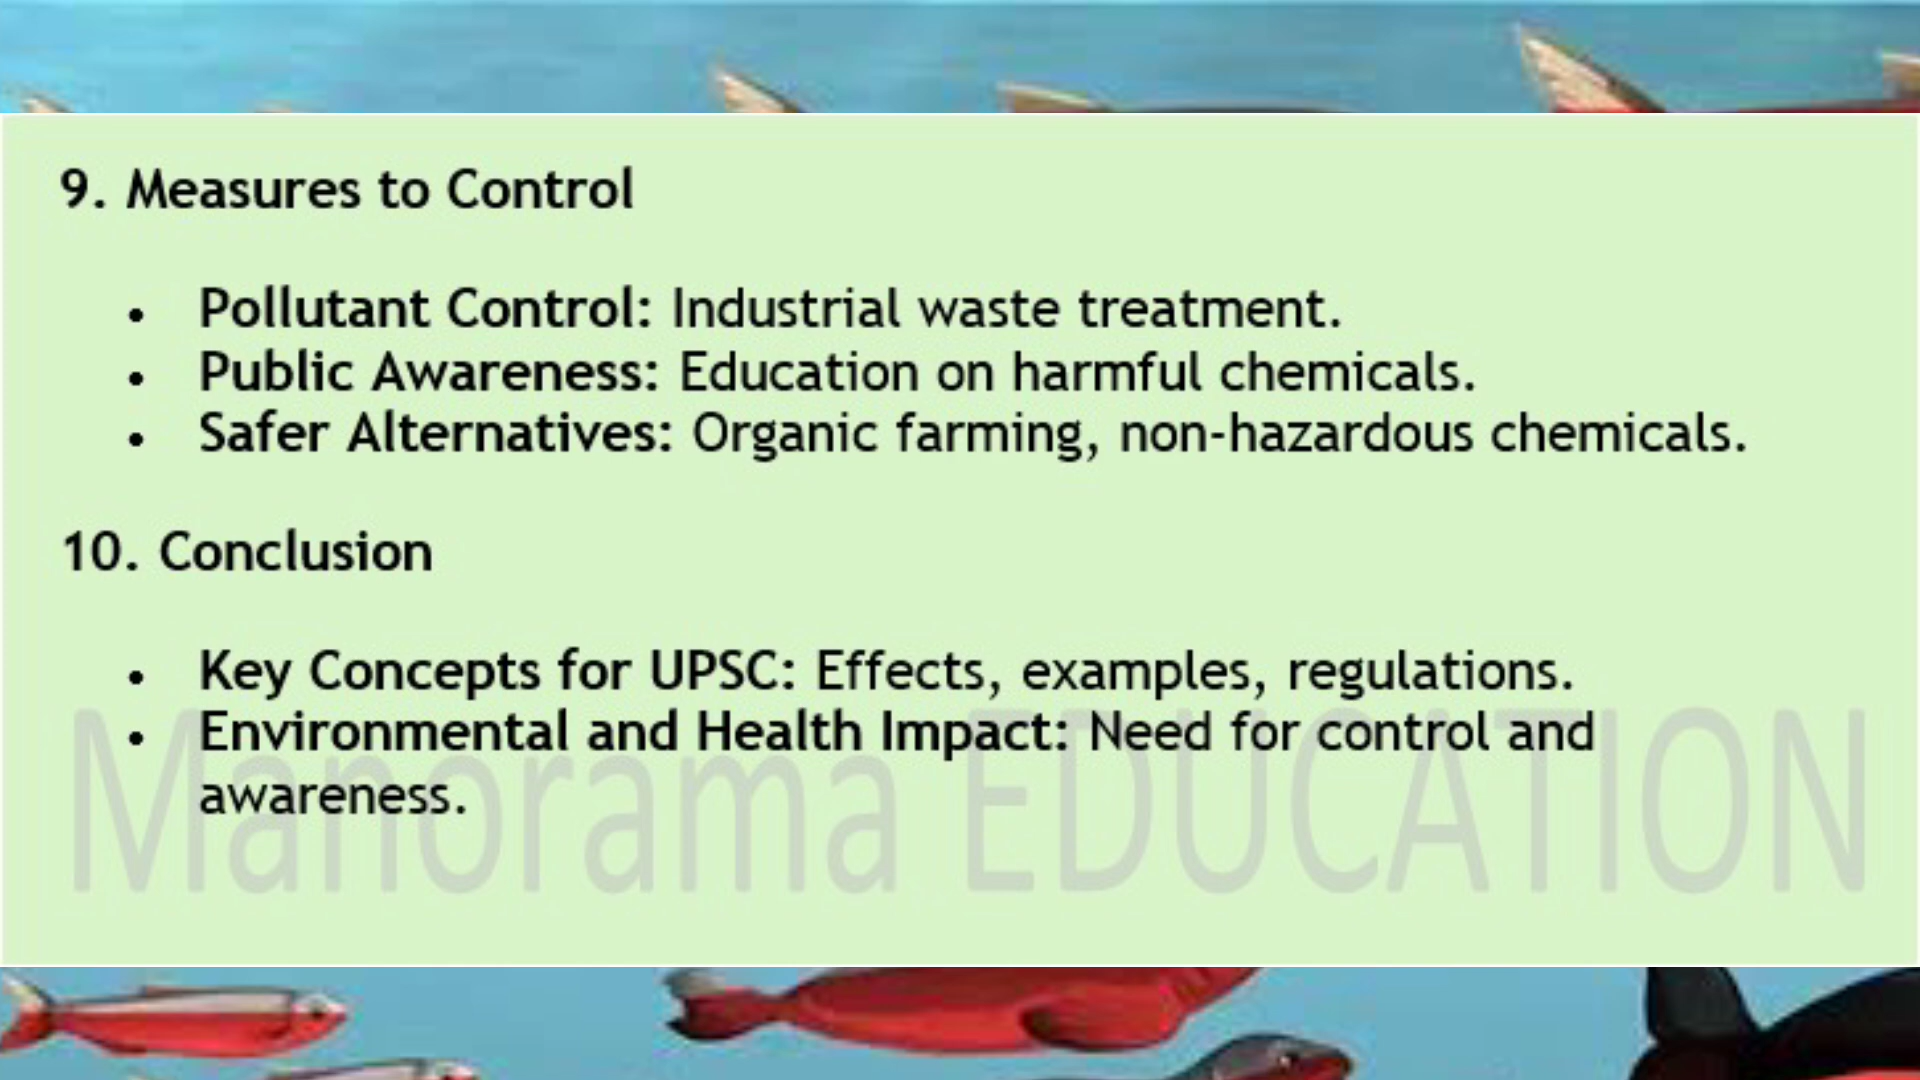 9. Measures to Control
• Pollutant Control: Industrial waste treatment.
• Public Awareness: Education on harmful chemicals.
• Safer Alternatives: Organic farming, non-hazardous chemicals.
10. Conclusion
• Key Concepts for UPSC: Effects, examples, regulations.
• Environmental and Health Impact: Need for control and
awareness.
Manorama EDUCATION